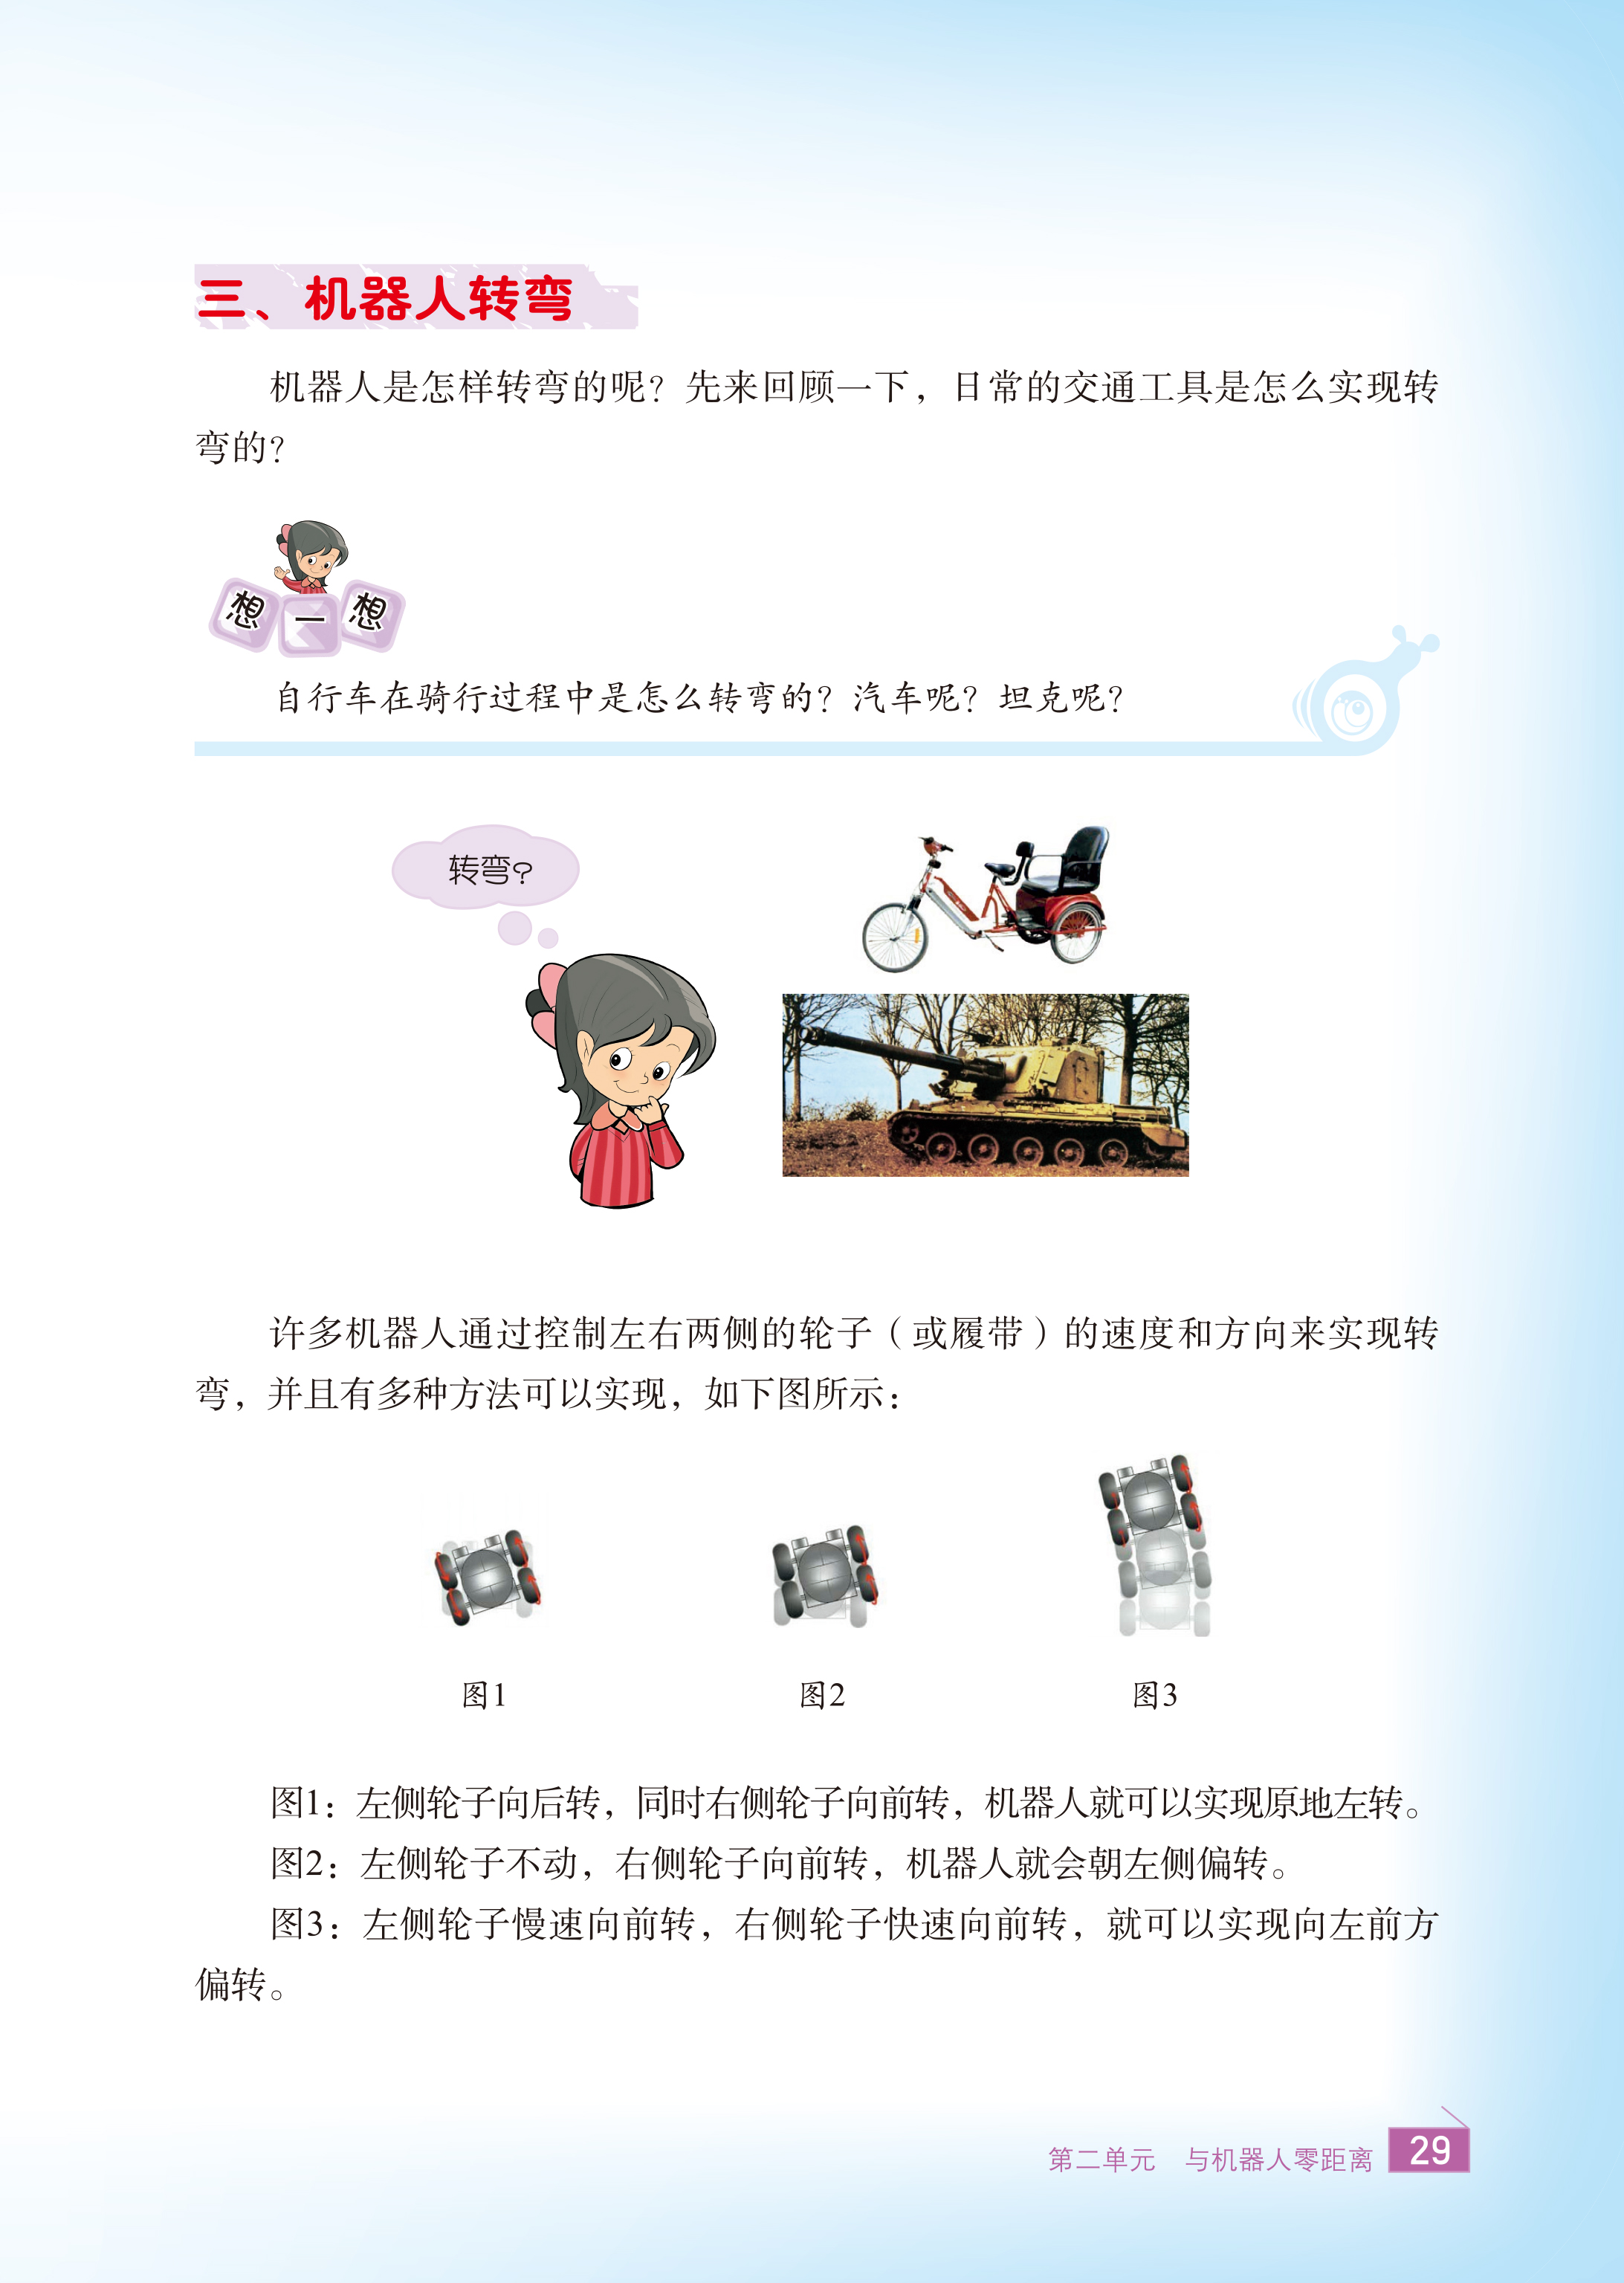 三、机器人转弯
机器人是怎样转弯的呢？先来回顾一下，日常的交通工具是怎么实现转
弯的？
想一想
自行车在骑行过程中是怎么转弯的？汽车呢？坦克呢？
转弯？
许多机器人通过控制左右两侧的轮子（或履带）的速度和方向来实现转
弯，并且有多种方法可以实现，如下图所示：
图1 图2 图3
图1：左侧轮子向后转，同时右侧轮子向前转，机器人就可以实现原地左转。
图2：左侧轮子不动，右侧轮子向前转，机器人就会朝左侧偏转。
图3：左侧轮子慢速向前转，右侧轮子快速向前转，就可以实现向左前方
偏转。
第二单元 与机器人零距离 29